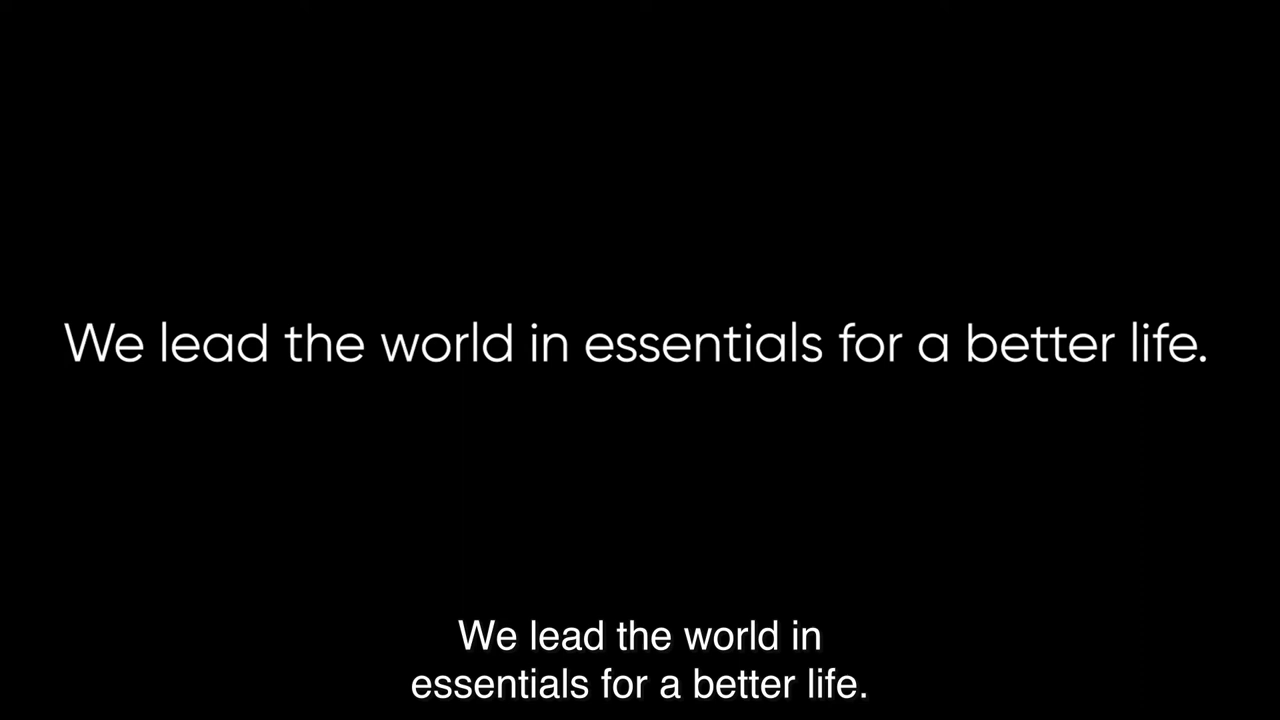 We lead the world in essentials for a better life.
We lead the world in
essentials for a better life.